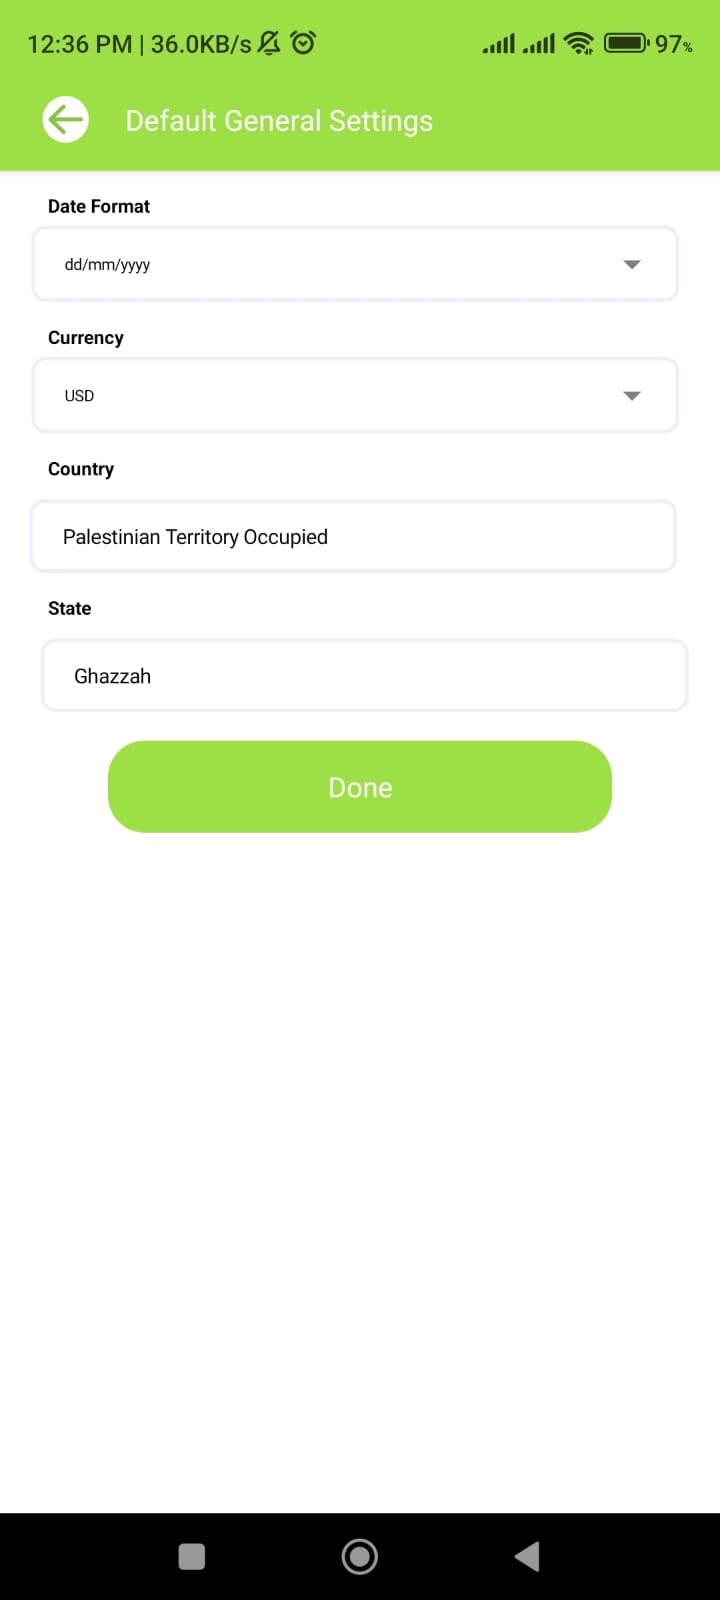 12:36 PM | 36.0KB/s 97%
Default General Settings
Date Format
dd/mm/yyyy
Currency
USD
Country
Palestinian Territory Occupied
State
Ghazzah
Done